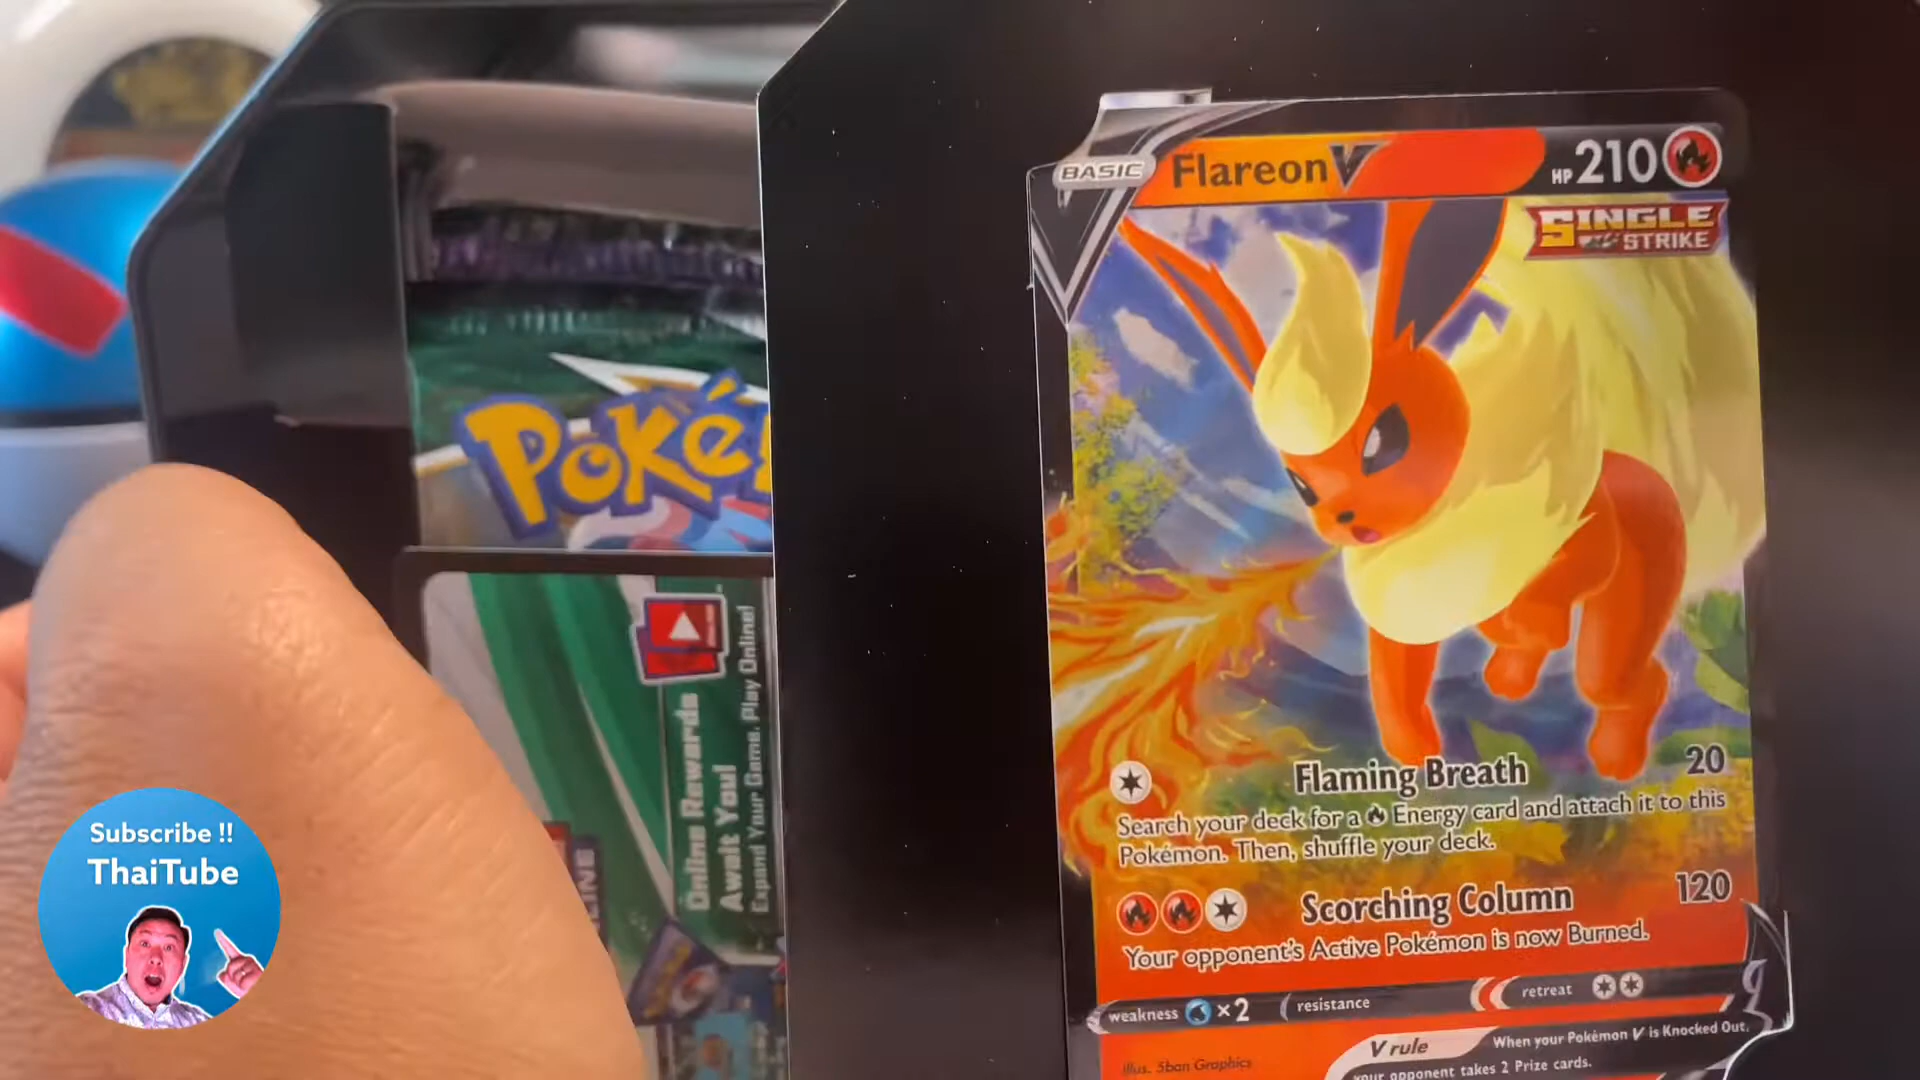 BASIC
Flareon V
HP 210
SINGLE
STRIKE
Poké
Online Rewards
Await You!
Expand Your Game. Play Online!
Flaming Breath 20
Search your deck for a Energy card and attach it to this
Pokémon. Then, shuffle your deck.
Scorching Column 120
Your opponent's Active Pokémon is now Burned.
weakness ×2 resistance retreat
V rule When your Pokémon V is Knocked Out,
your opponent takes 2 Prize cards.
Illus. 5ban Graphics
Subscribe !!
ThaiTube